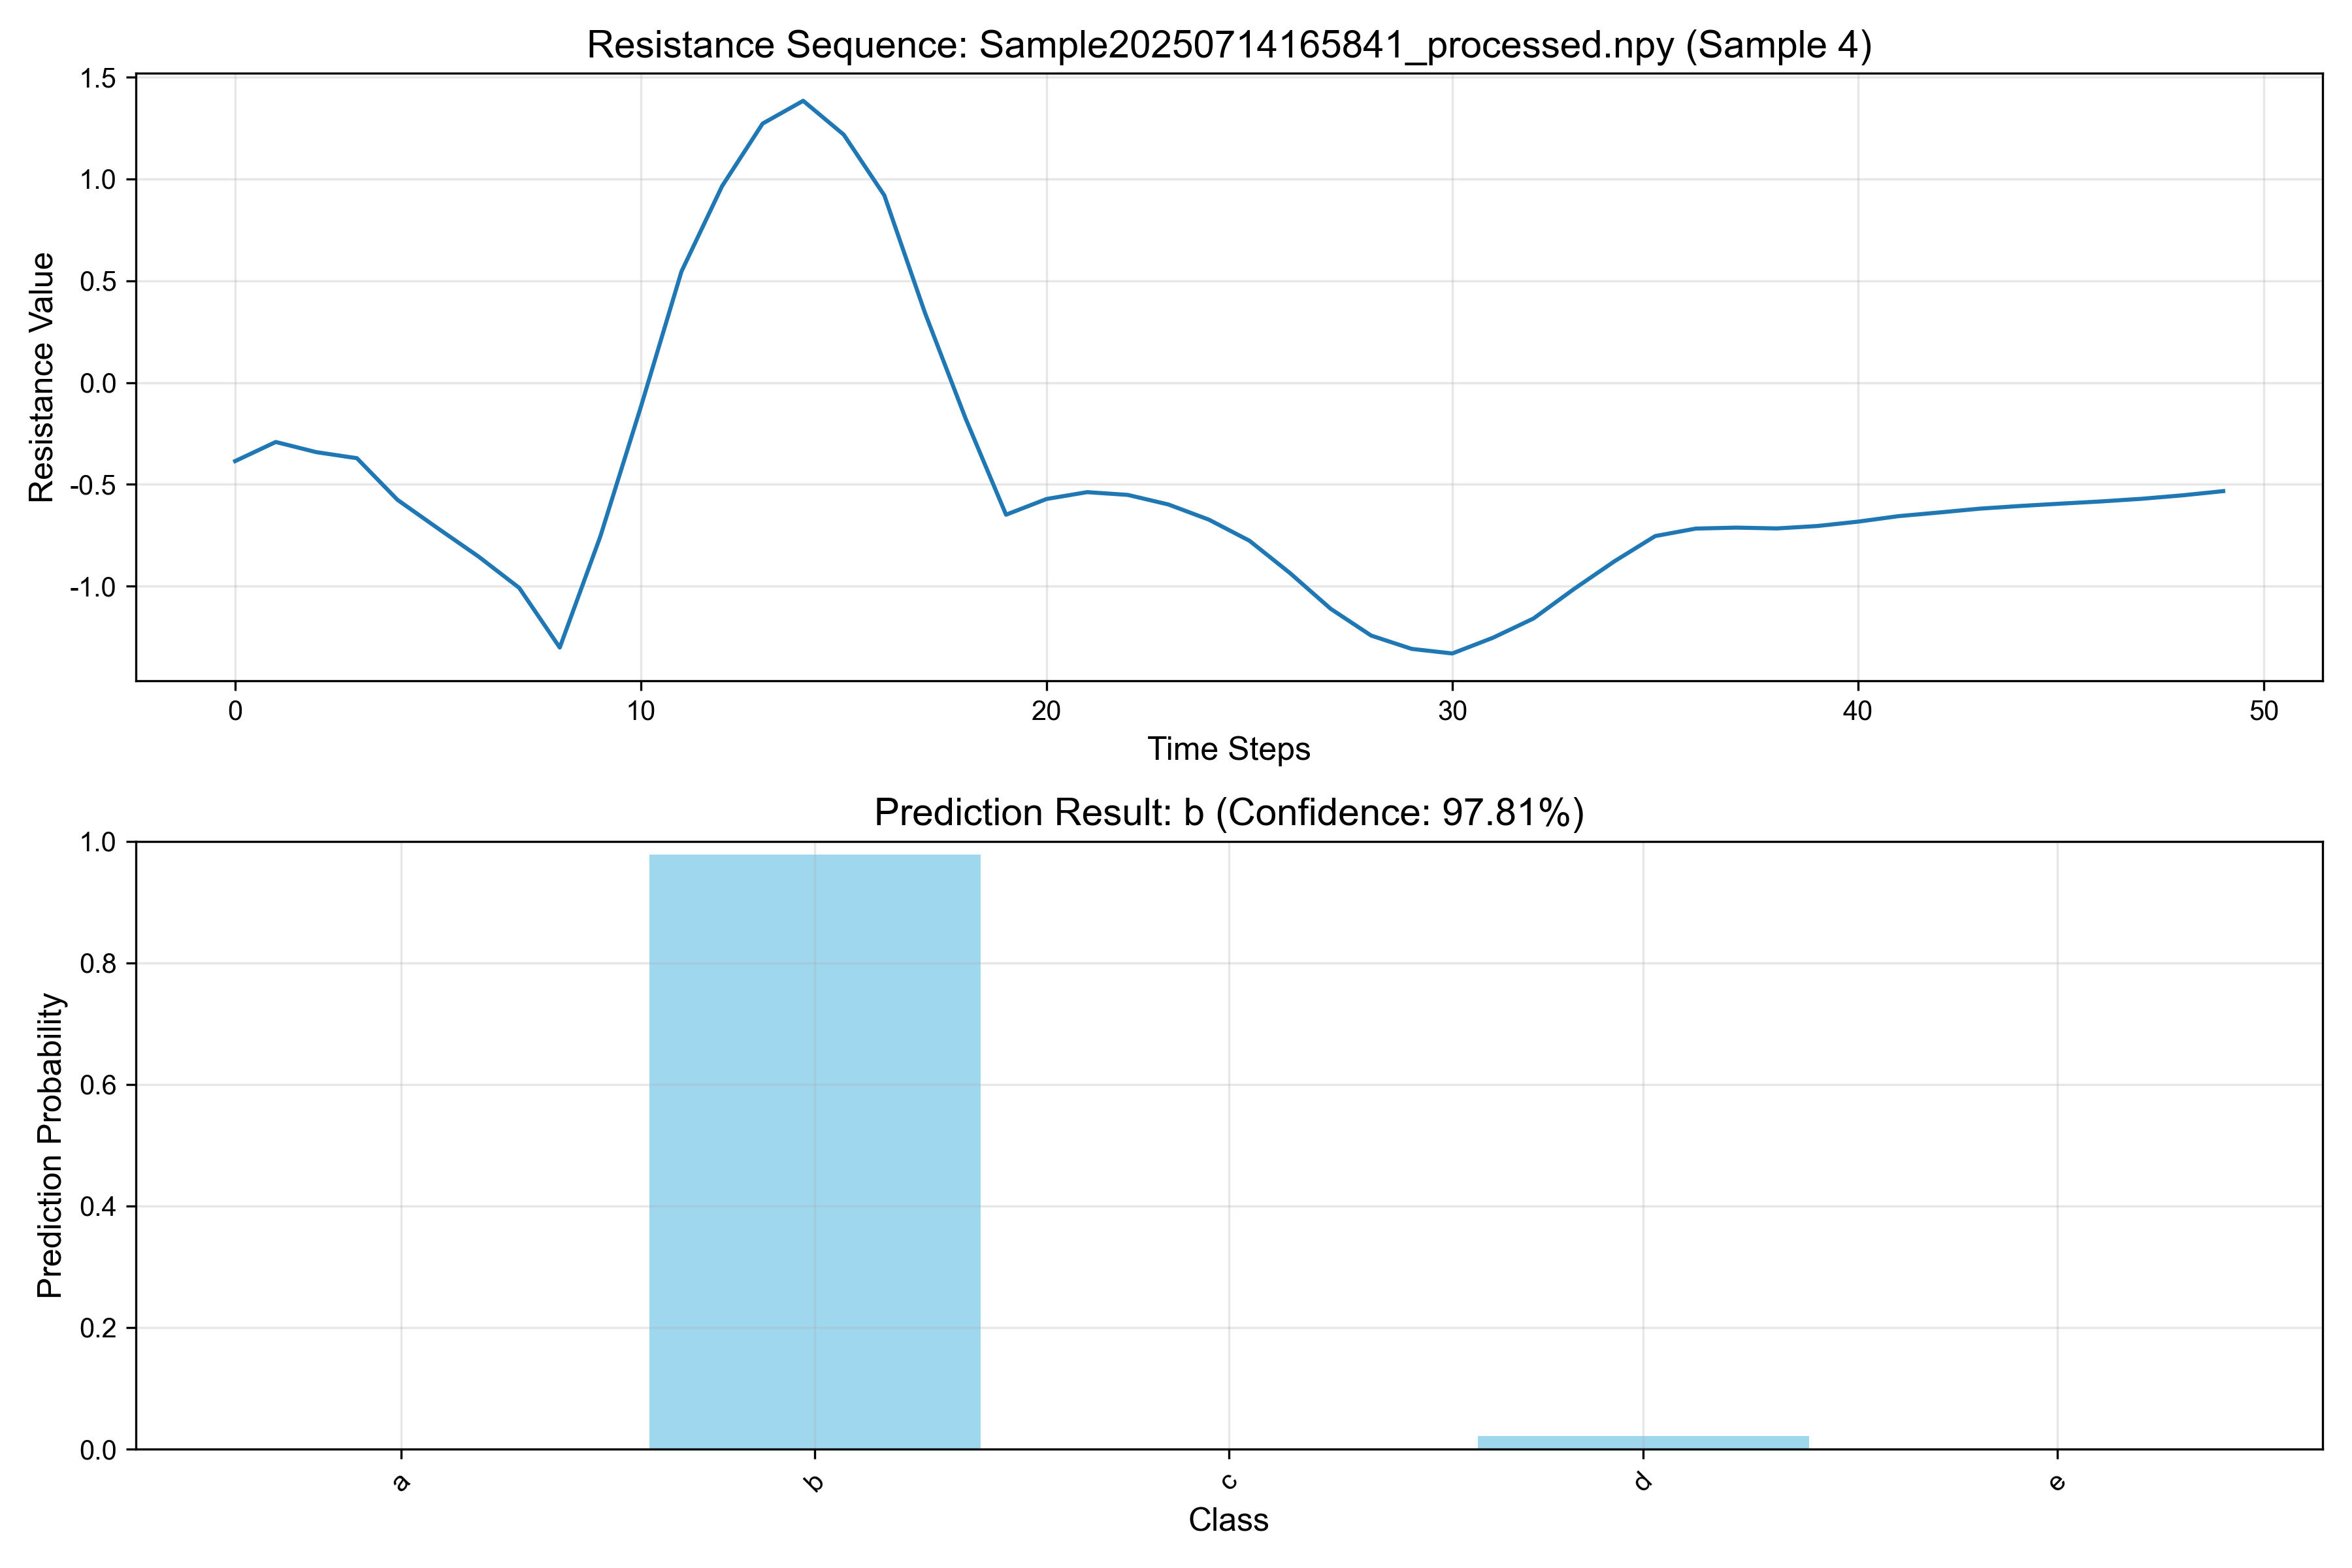 Resistance Sequence: Sample20250714165841_processed.npy (Sample 4)
1.5
1.0
0.5
0.0
-0.5
-1.0
Resistance Value
0 10 20 30 40 50
Time Steps
Prediction Result: b (Confidence: 97.81%)
1.0
0.8
0.6
0.4
0.2
0.0
Prediction Probability
a b c d e
Class